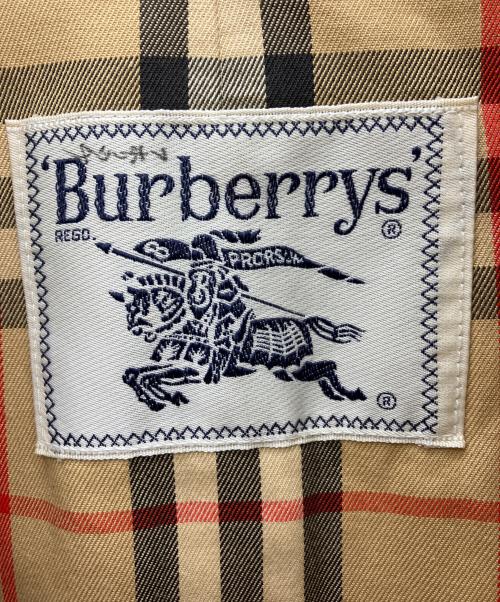 'Burberrys'
REGD.
B PRORSUM
B
®
®